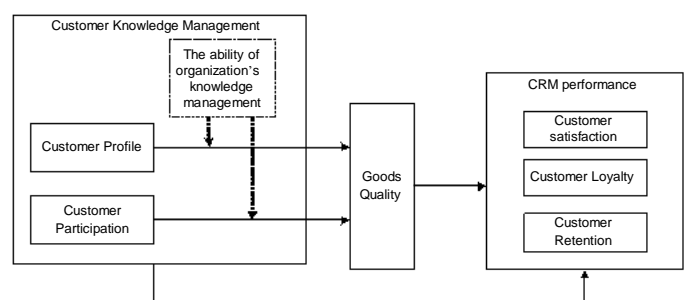 Customer Knowledge Management
The ability of
organization's
knowledge
management
Customer Profile
Customer
Participation
Goods
Quality
CRM performance
Customer
satisfaction
Customer Loyalty
Customer
Retention